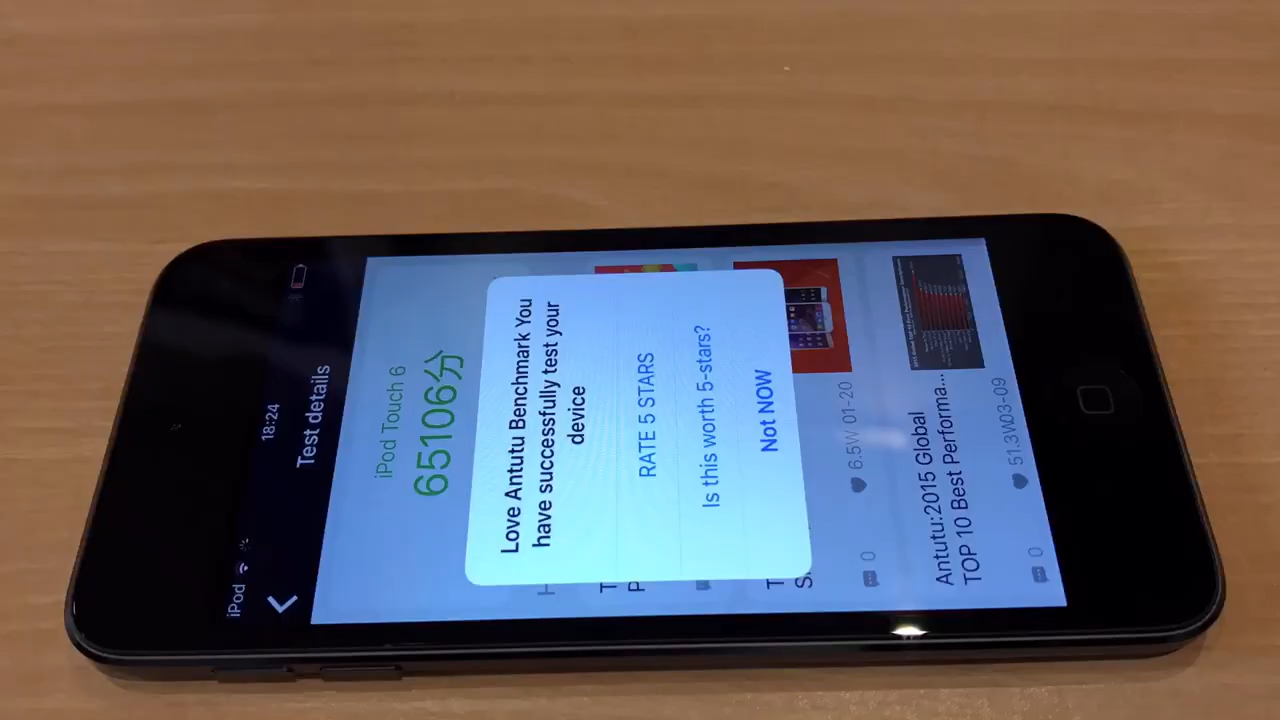 iPod
18:24
Test details
iPod Touch 6
65106分
Love Antutu Benchmark You
have successfully test your
device
RATE 5 STARS
Is this worth 5-stars?
Not NOW
6.5W 01-20
0
Antutu:2015 Global
TOP 10 Best Performa...
51.3W03-09
0